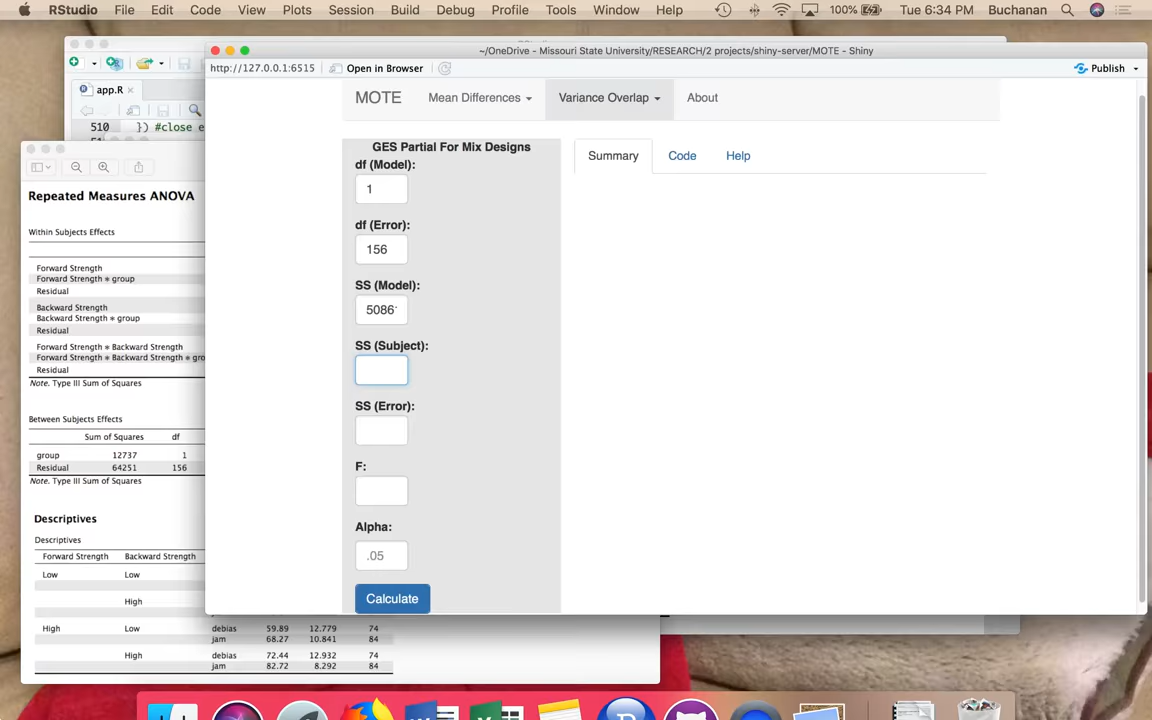 RStudio File Edit Code View Plots Session Build Debug Profile Tools Window Help 100% Tue 6:34 PM Buchanan
~/OneDrive - Missouri State University/RESEARCH/2 projects/shiny-server/MOTE - Shiny
http://127.0.0.1:6515 Open in Browser Publish
app.R
510 }) #close e
MOTE Mean Differences Variance Overlap About
GES Partial For Mix Designs
df (Model):
1
df (Error):
156
SS (Model):
5086
SS (Subject):
SS (Error):
F:
Alpha:
.05
Calculate
Summary Code Help
Repeated Measures ANOVA
Within Subjects Effects
Forward Strength
Forward Strength * group
Residual
Backward Strength
Backward Strength * group
Residual
Forward Strength * Backward Strength
Forward Strength * Backward Strength * gro
Residual
Note. Type III Sum of Squares
Between Subjects Effects
Sum of Squares df
group 12737 1
Residual 64251 156
Note. Type III Sum of Squares
Descriptives
Descriptives
Forward Strength Backward Strength
Low Low
High
High Low debias 59.89 12.779 74
jam 68.27 10.841 84
High debias 72.44 12.932 74
jam 82.72 8.292 84